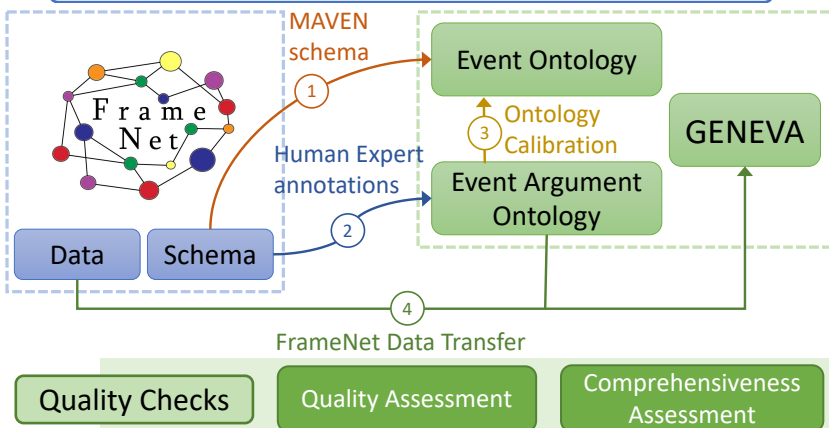 MAVEN
schema
1
Event Ontology
Frame
Net
3
Ontology
Calibration
GENEVA
Human Expert
annotations
2
Event Argument
Ontology
Data
Schema
4
FrameNet Data Transfer
Quality Checks
Quality Assessment
Comprehensiveness
Assessment